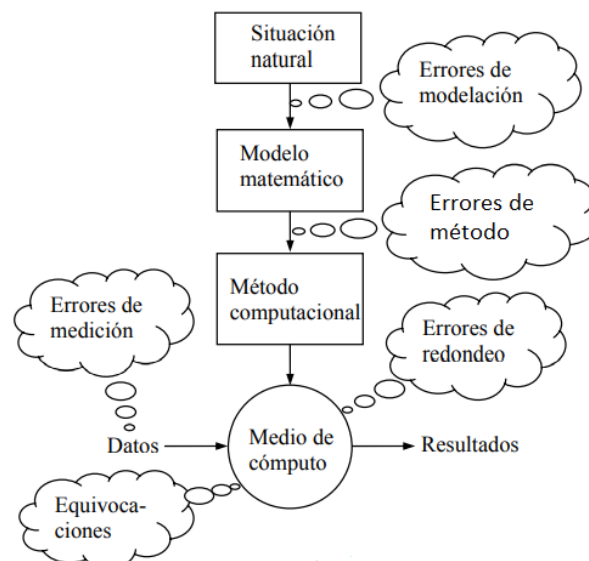 Situación
natural
Errores de
modelación
Modelo
matemático
Errores de
método
Método
computacional
Errores de
medición
Errores de
redondeo
Datos
Medio de
cómputo
Resultados
Equivoca-
ciones